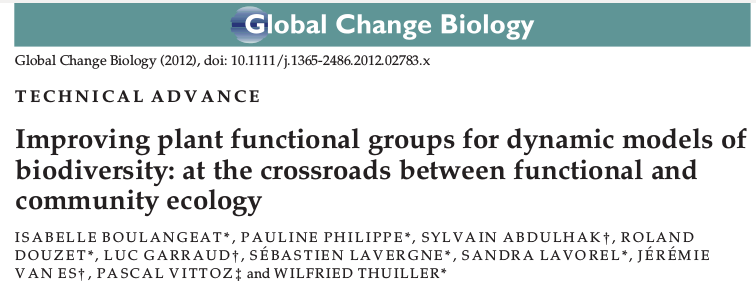 Global Change Biology
Global Change Biology (2012), doi: 10.1111/j.1365-2486.2012.02783.x
TECHNICAL ADVANCE
Improving plant functional groups for dynamic models of
biodiversity: at the crossroads between functional and
community ecology
ISABELLE BOULANGEAT*, PAULINE PHILIPPE*, SYLVAIN ABDULHAK†, ROLAND
DOUZET*, LUC GARRAUD†, SÉBASTIEN LAVERGNE*, SANDRA LAVOREL*, JÉRÉMIE
VAN ES†, PASCAL VITTOZ‡ and WILFRIED THUILLER*